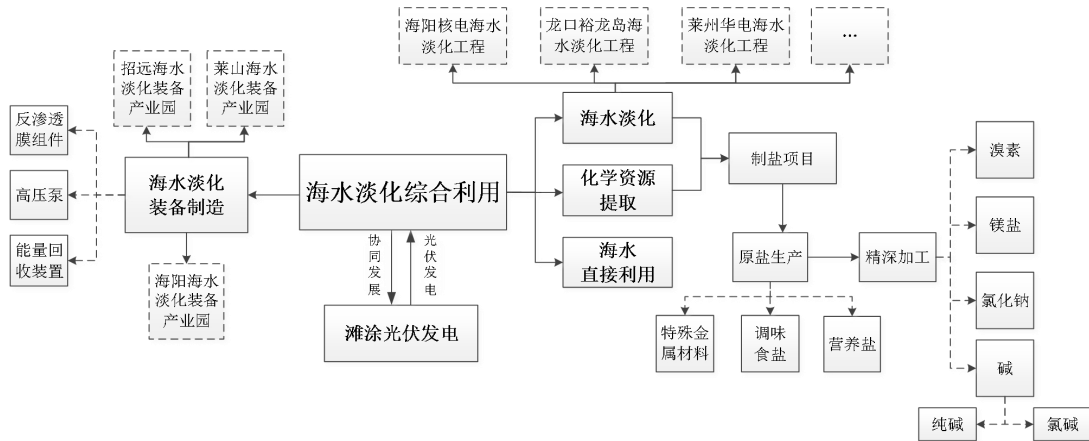 海阳核电海水
淡化工程
龙口裕龙岛海
水淡化工程
莱州华电海水
淡化工程
...
招远海水
淡化装备
产业园
莱山海水
淡化装备
产业园
反渗透
膜组件
高压泵
能量回
收装置
海水淡化
装备制造
海阳海水
淡化装备
产业园
海水淡化综合利用
协同发展
光伏发电
滩涂光伏发电
海水淡化
化学资源
提取
海水
直接利用
制盐项目
原盐生产
精深加工
特殊金
属材料
调味
食盐
营养盐
溴素
镁盐
氯化钠
碱
纯碱
氯碱